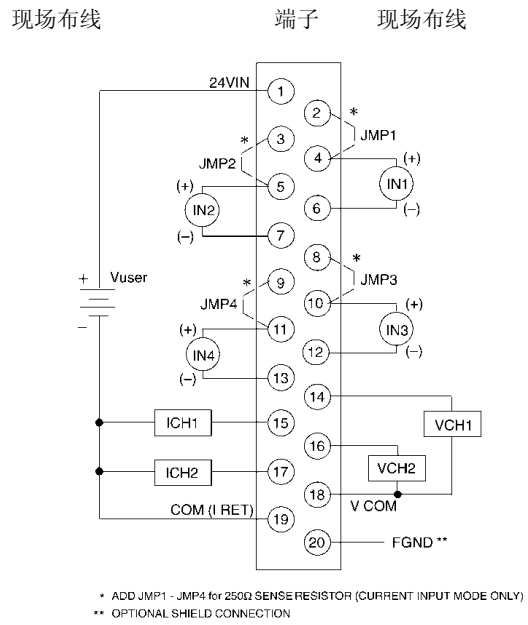 现场布线 端子 现场布线
24VIN 1
2 *
* 3 JMP1
JMP2 4 (+)
(+) 5 IN1
IN2 6 (−)
(−) 7
8 *
* 9 JMP3
JMP4 10 (+)
(+) 11 IN3
IN4 12 (−)
(−) 13
14
ICH1 15 VCH1
16
ICH2 17 VCH2
18 V COM
COM (I RET) 19
20 FGND **
+ Vuser
−
* ADD JMP1 - JMP4 for 250Ω SENSE RESISTOR (CURRENT INPUT MODE ONLY)
** OPTIONAL SHIELD CONNECTION